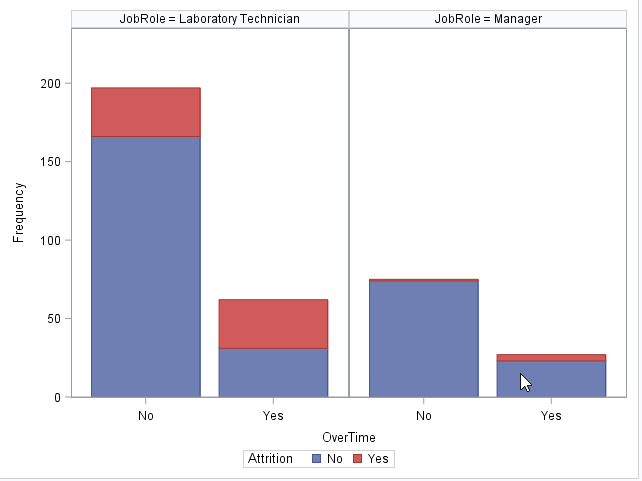 JobRole = Laboratory Technician
JobRole = Manager
200
150
100
50
0
Frequency
No
Yes
No
Yes
OverTime
Attrition No Yes